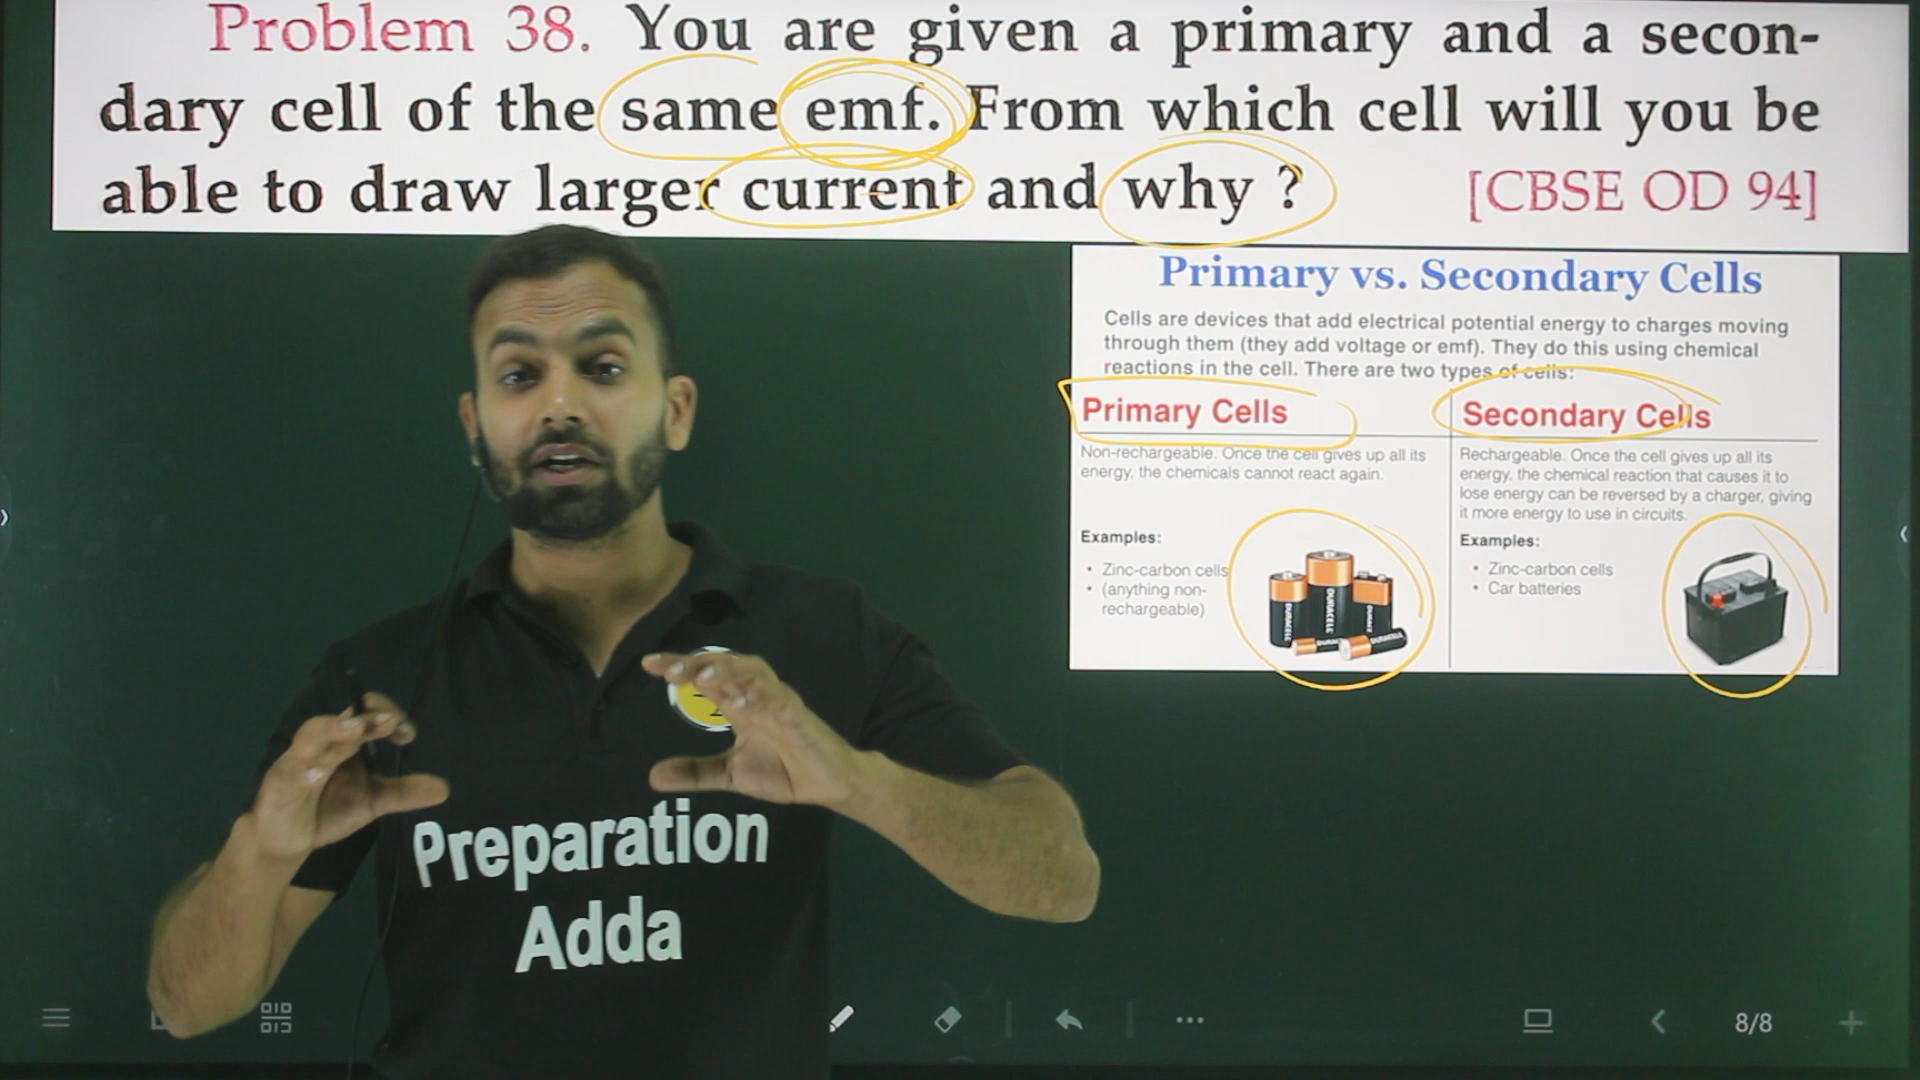 Problem 38. You are given a primary and a secon-
dary cell of the same emf. From which cell will you be
able to draw larger current and why ? [CBSE OD 94]
Primary vs. Secondary Cells
Cells are devices that add electrical potential energy to charges moving
through them (they add voltage or emf). They do this using chemical
reactions in the cell. There are two types of cells:
Primary Cells
Non-rechargeable. Once the cell gives up all its
energy, the chemicals cannot react again.
Examples:
• Zinc-carbon cells
• (anything non-
rechargeable)
DURACELL
DURACELL
Secondary Cells
Rechargeable. Once the cell gives up all its
energy, the chemical reaction that causes it to
lose energy can be reversed by a charger, giving
it more energy to use in circuits.
Examples:
• Zinc-carbon cells
• Car batteries
Preparation
Adda
8/8